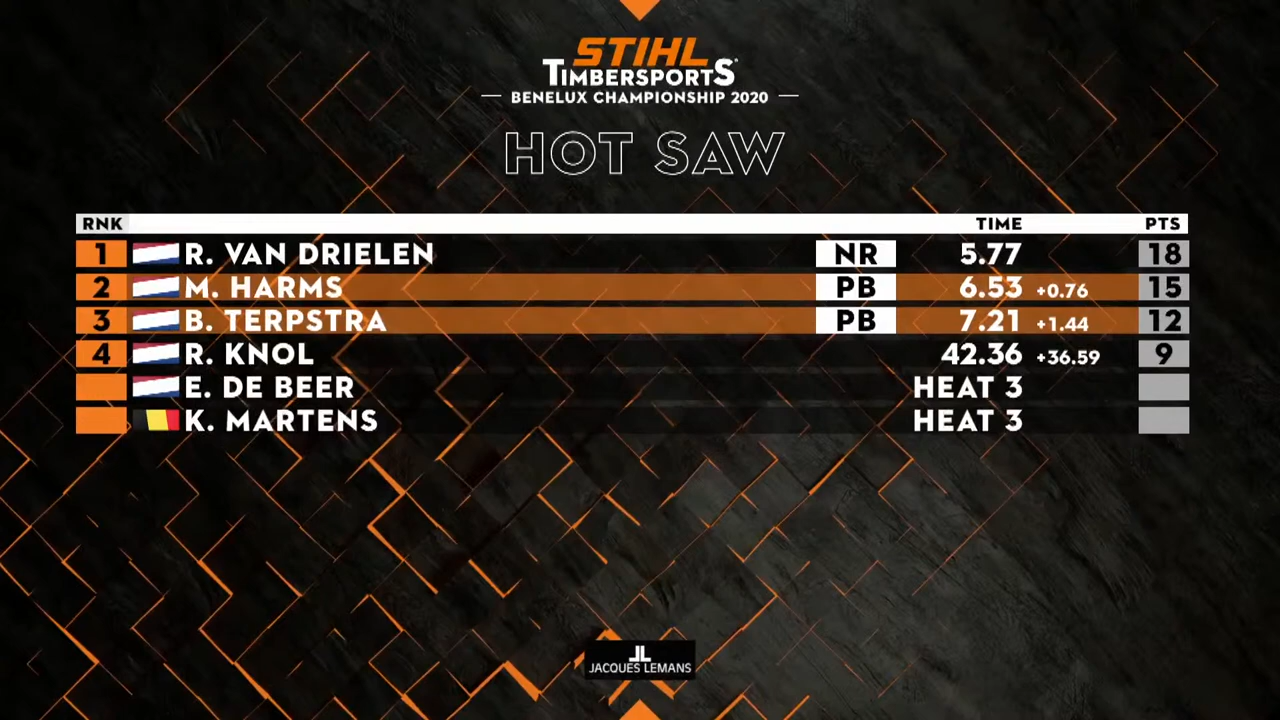 STIHL
TIMBERSPORTS®
BENELUX CHAMPIONSHIP 2020
HOT SAW
RNK TIME PTS
1 R. VAN DRIELEN NR 5.77 18
2 M. HARMS PB 6.53 +0.76 15
3 B. TERPSTRA PB 7.21 +1.44 12
4 R. KNOL 42.36 +36.59 9
E. DE BEER HEAT 3
K. MARTENS HEAT 3
JL
JACQUES LEMANS